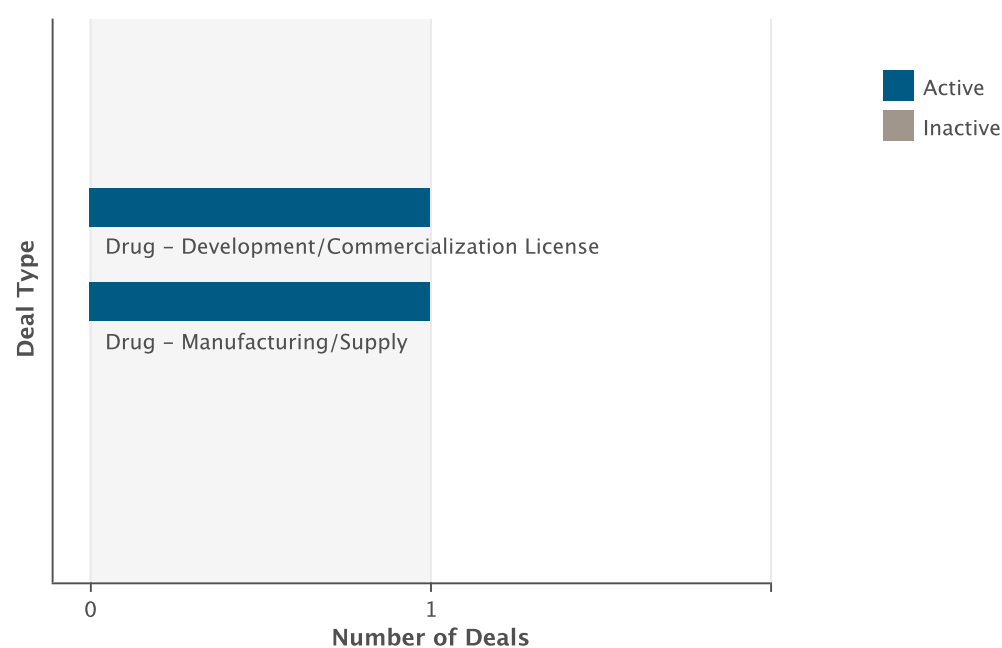 Active
Inactive
Drug – Development/Commercialization License
Drug – Manufacturing/Supply
Deal Type
0 1
Number of Deals